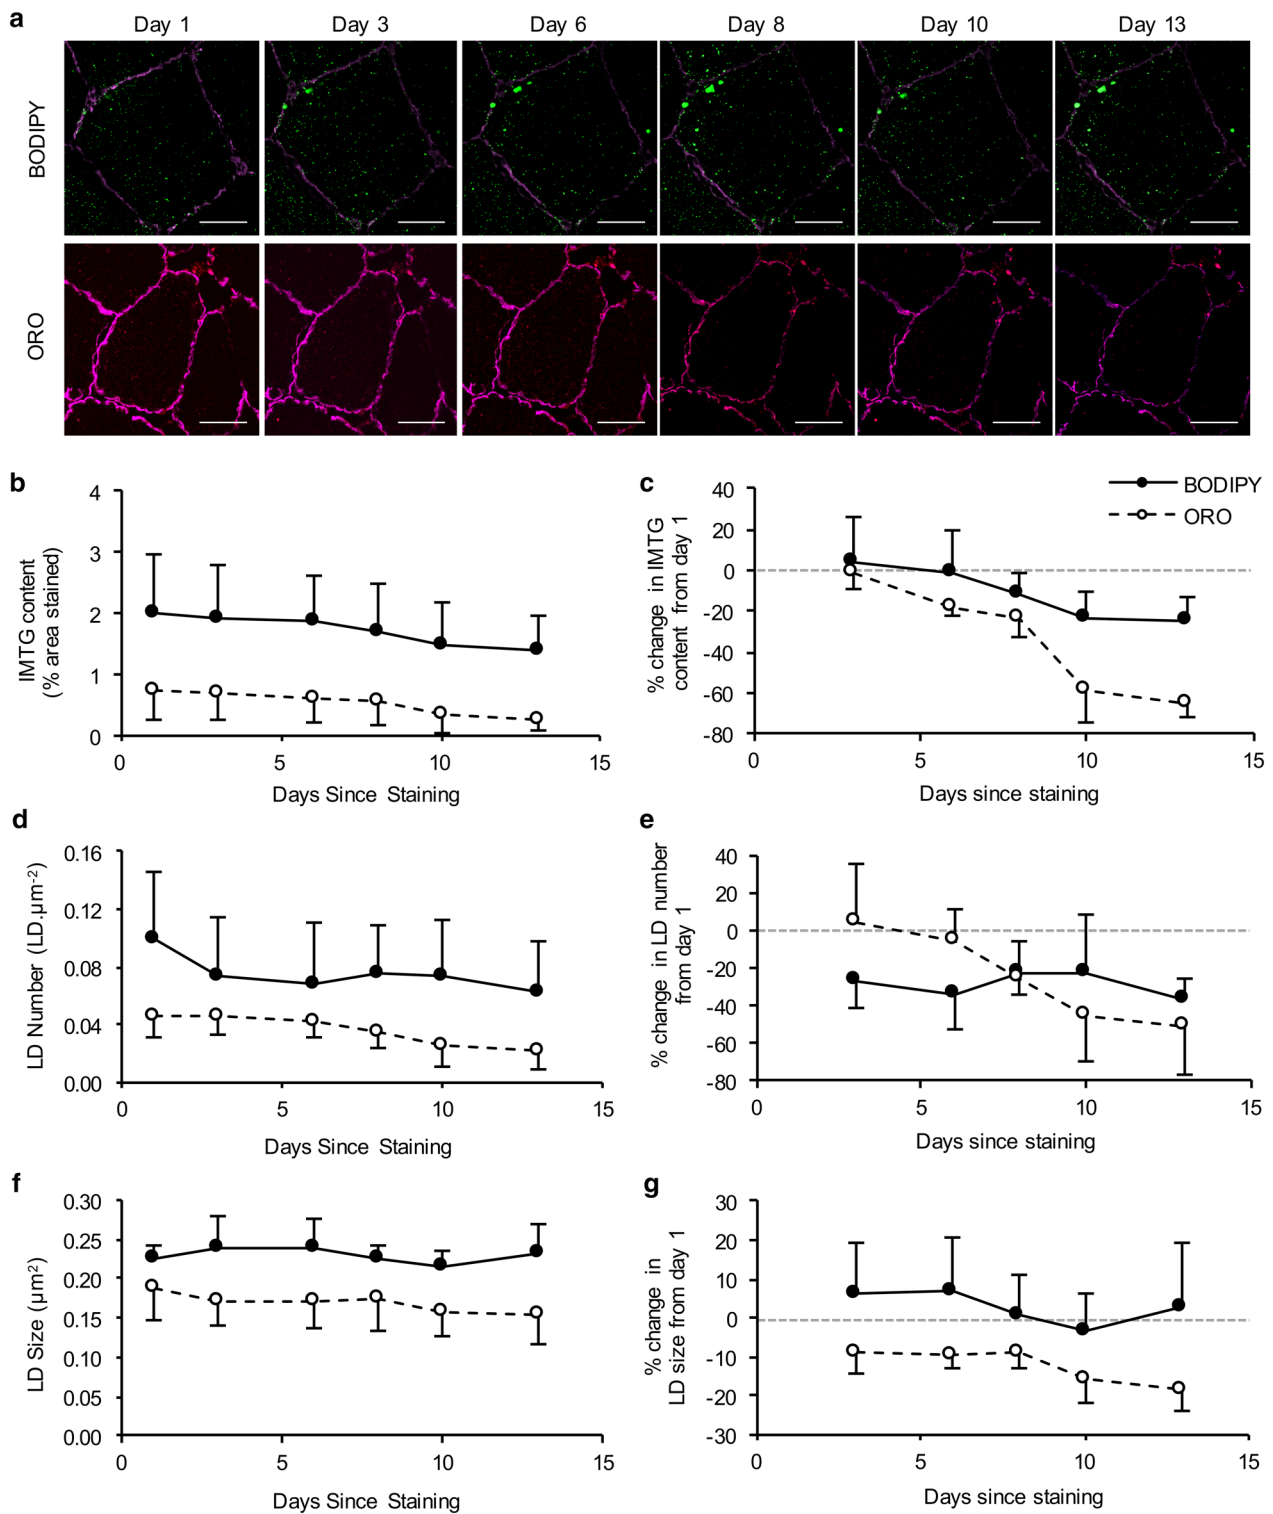 a
Day 1 Day 3 Day 6 Day 8 Day 10 Day 13
BODIPY
ORO
b
IMTG content
(% area stained)
4
3
2
1
0
0 5 10 15
Days Since Staining
c
% change in IMTG
content from day 1
40
20
0
-20
-40
-60
-80
0 5 10 15
Days since staining
BODIPY
ORO
d
LD Number (LD.µm⁻²)
0.16
0.12
0.08
0.04
0.00
0 5 10 15
Days Since Staining
e
% change in LD number
from day 1
40
20
0
-20
-40
-60
-80
0 5 10 15
Days since staining
f
LD Size (µm²)
0.30
0.25
0.20
0.15
0.10
0.05
0.00
0 5 10 15
Days Since Staining
g
% change in
LD size from day 1
30
20
10
0
-10
-20
-30
0 5 10 15
Days since staining